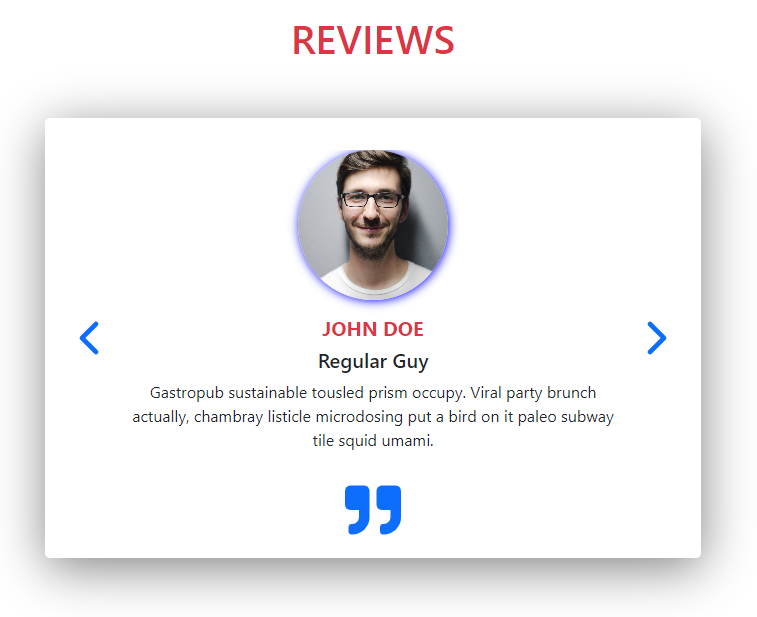 REVIEWS
JOHN DOE
Regular Guy
Gastropub sustainable tousled prism occupy. Viral party brunch
actually, chambray listicle microdosing put a bird on it paleo subway
tile squid umami.